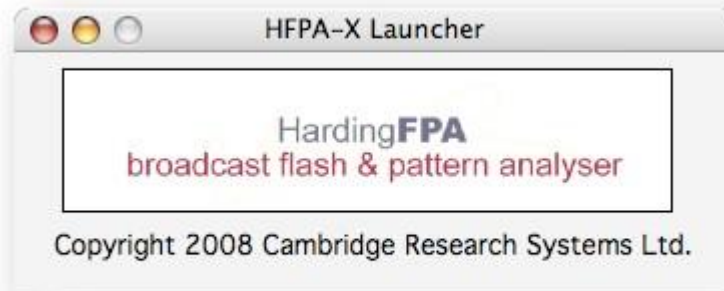 HFPA-X Launcher
HardingFPA
broadcast flash & pattern analyser
Copyright 2008 Cambridge Research Systems Ltd.